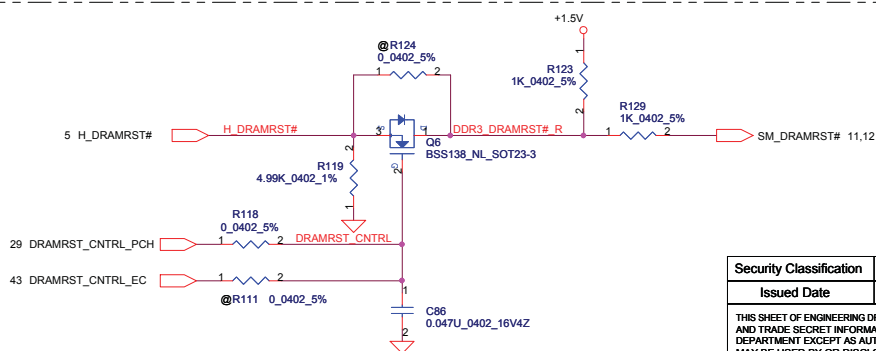 +1.5V
@R124
0_0402_5%
1
2
1
R123
1K_0402_5%
2
R129
1K_0402_5%
5 H_DRAMRST#
H_DRAMRST#
3
S
D
1
DDR3_DRAMRST#_R
1
2
SM_DRAMRST# 11,12
Q6
BSS138_NL_SOT23-3
G
2
2
R119
4.99K_0402_1%
1
R118
0_0402_5%
29 DRAMRST_CNTRL_PCH
1
2
DRAMRST_CNTRL
43 DRAMRST_CNTRL_EC
1
2
@R111 0_0402_5%
1
C86
0.047U_0402_16V4Z
2
Security Classification
Issued Date
THIS SHEET OF ENGINEERING
AND TRADE SECRET
DEPARTMENT EXCEPT AS